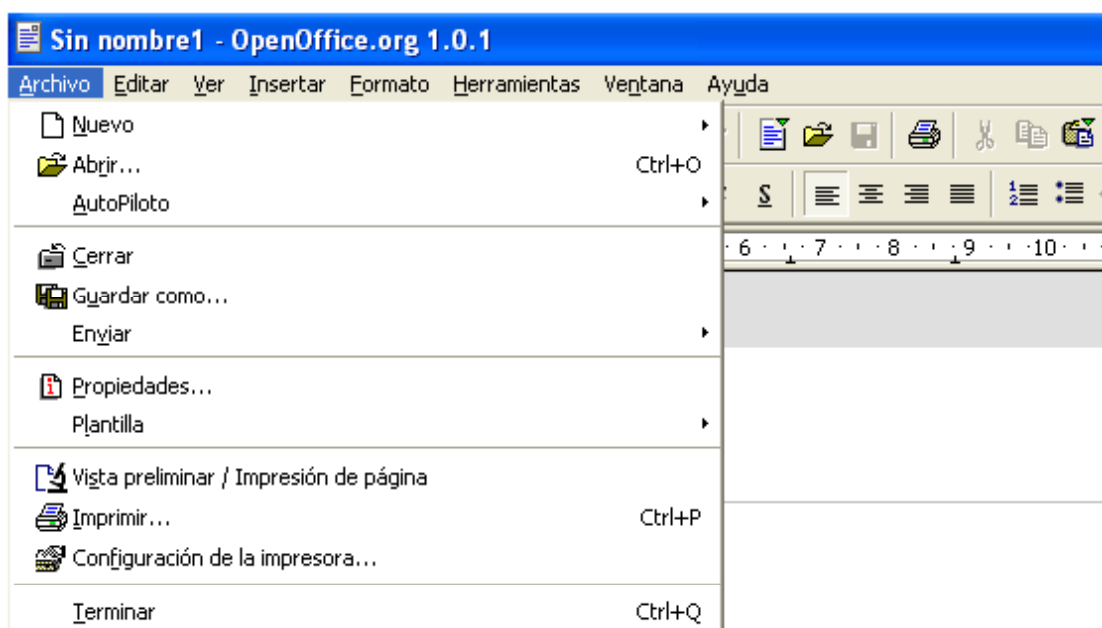 Sin nombre1 - OpenOffice.org 1.0.1
Archivo Editar Ver Insertar Formato Herramientas Ventana Ayuda
Nuevo
Abrir... Ctrl+O
AutoPiloto
S 1 2
Cerrar
6 7 8 9 10
Guardar como...
Enviar
Propiedades...
Plantilla
Vista preliminar / Impresión de página
Imprimir... Ctrl+P
Configuración de la impresora...
Terminar Ctrl+Q